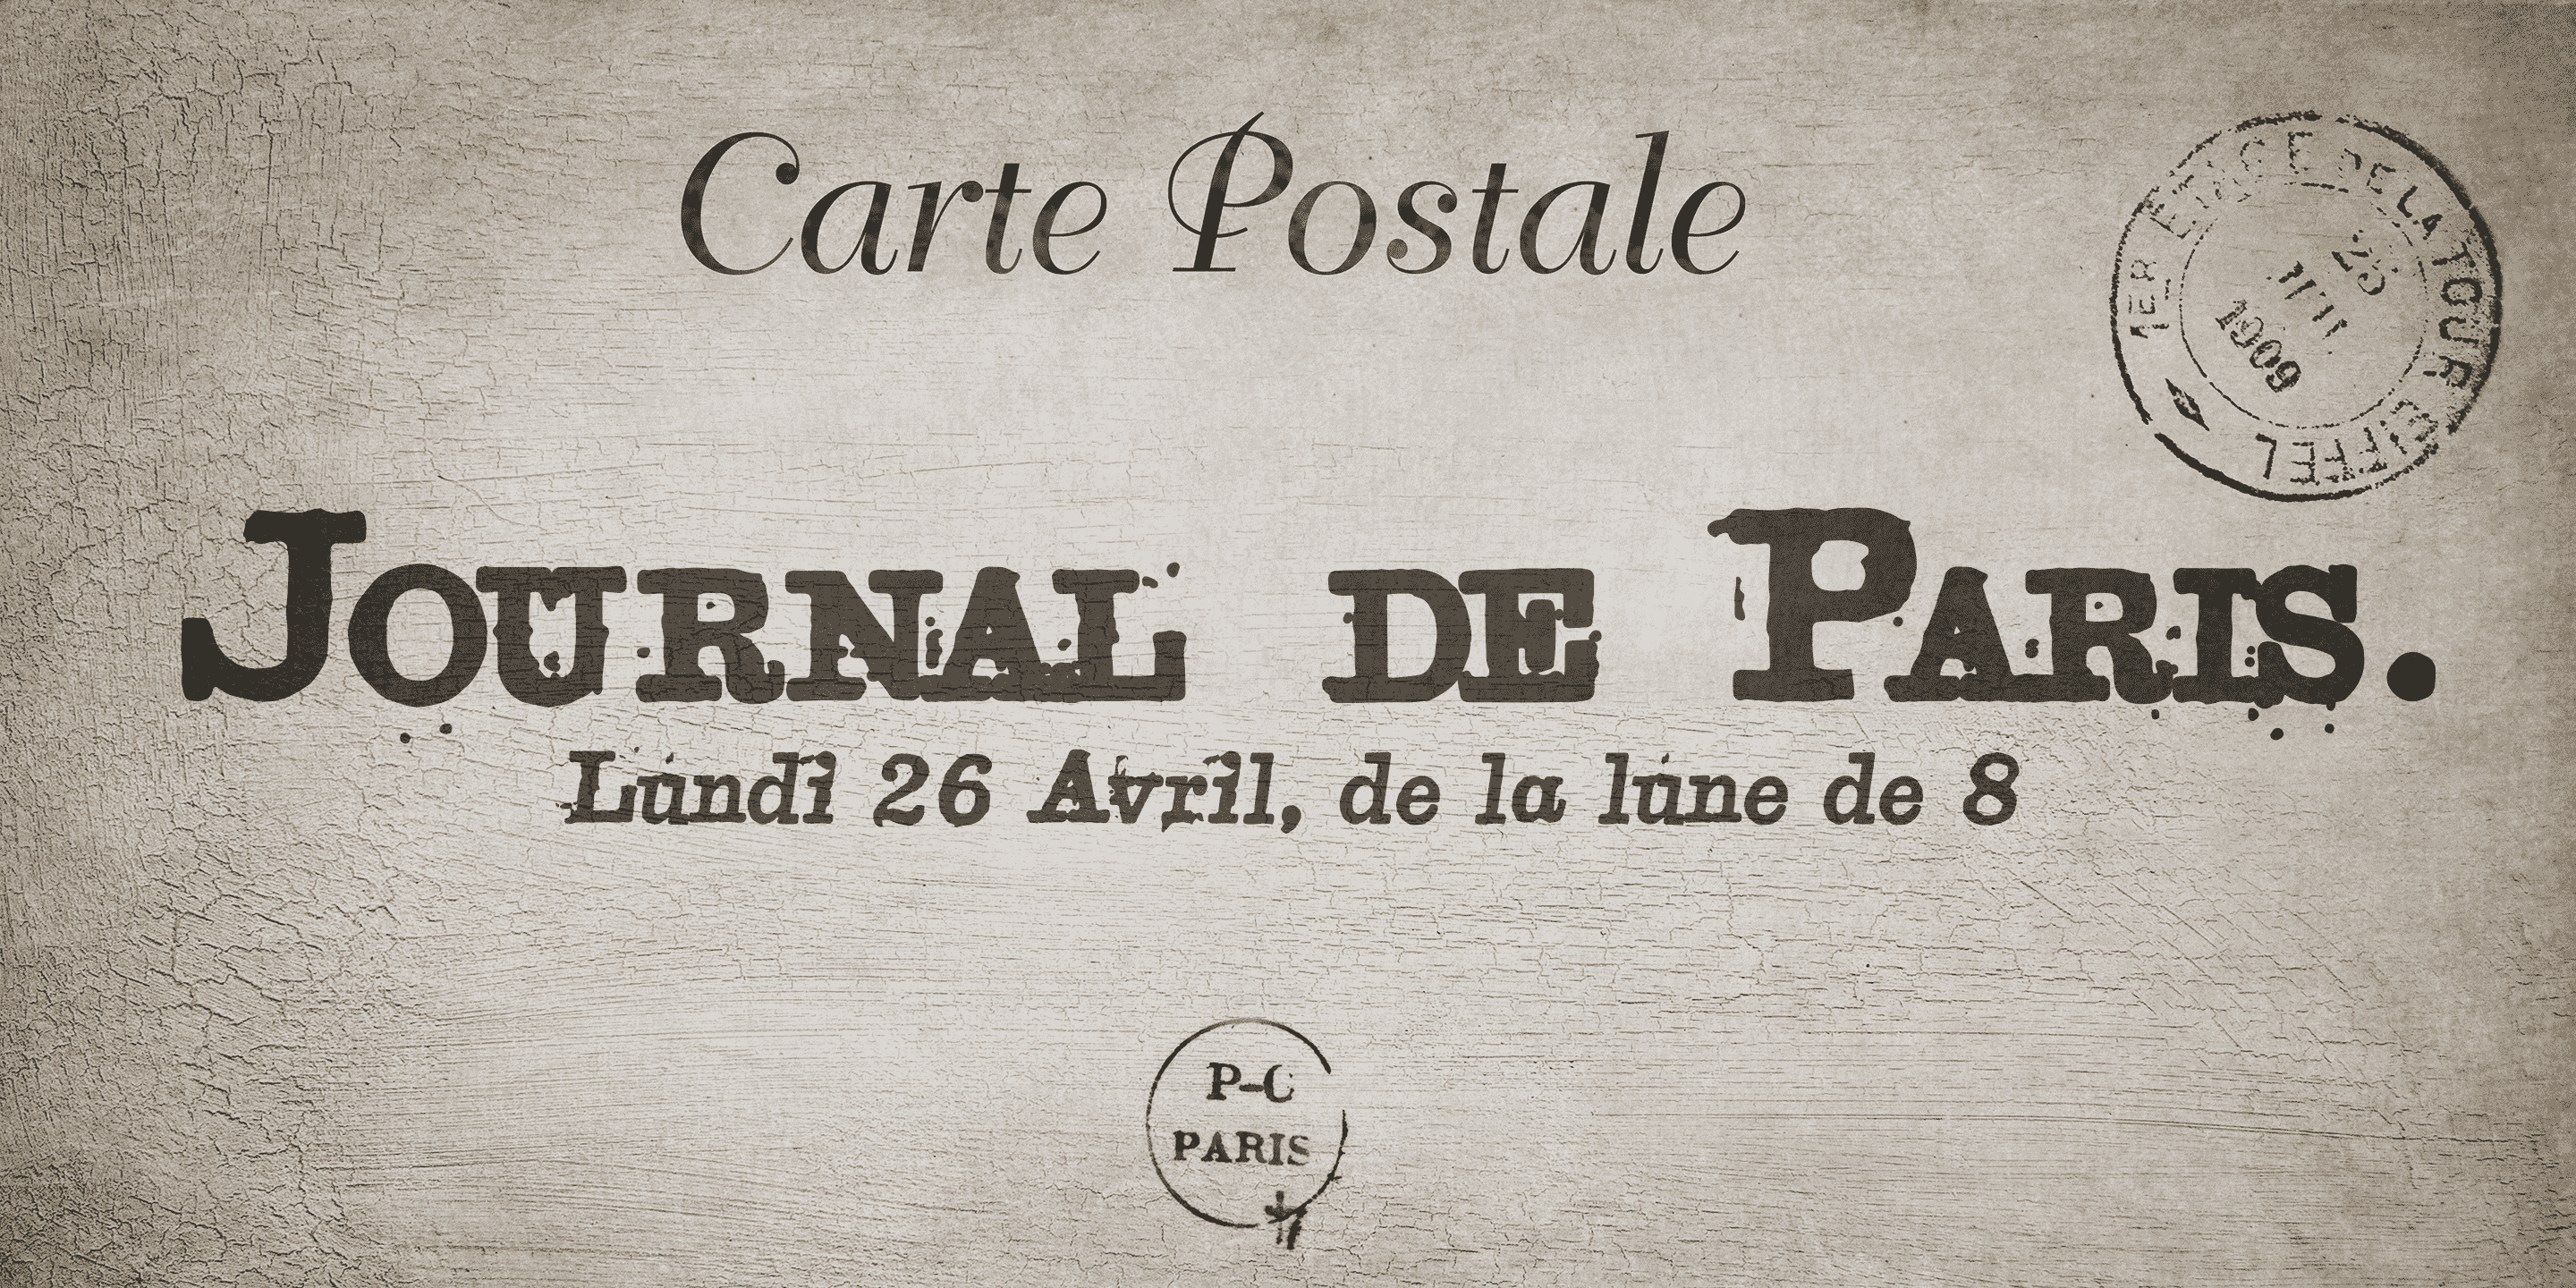 Carte Postale
1ER ETAGE DE LA TOUR EIFFEL
25
1909
JOURNAL DE PARIS.
Lundi 26 Avril, de la lune de 8
P-C
PARIS